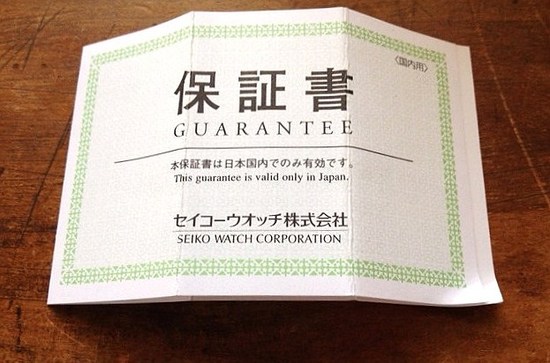 〈国内用〉
保証書
GUARANTEE
本保証書は日本国内でのみ有効です。
This guarantee is valid only in Japan.
セイコーウオッチ株式会社
SEIKO WATCH CORPORATION